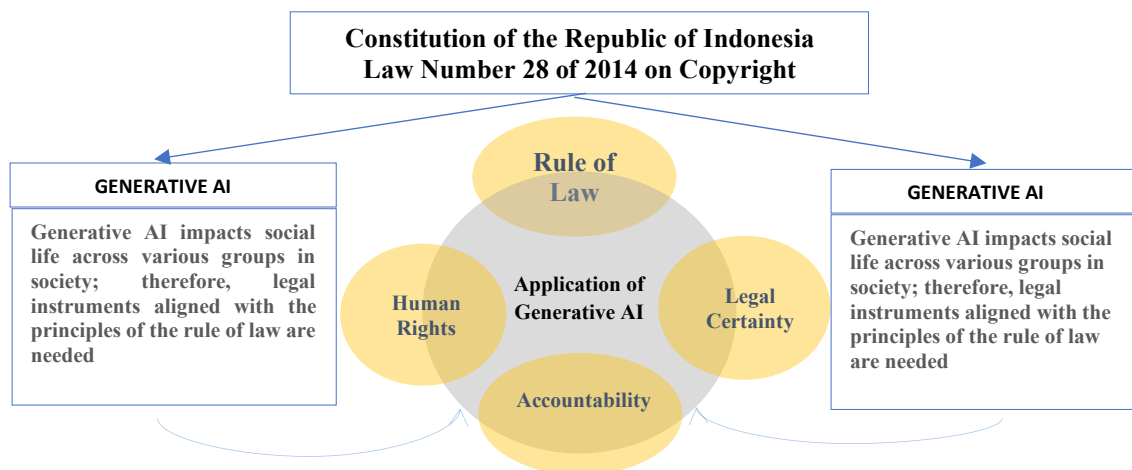 Constitution of the Republic of Indonesia
Law Number 28 of 2014 on Copyright
GENERATIVE AI
Generative AI impacts social
life across various groups in
society; therefore, legal
instruments aligned with the
principles of the rule of law are
needed
Rule of
Law
Human
Rights
Application of
Generative AI
Legal
Certainty
Accountability
GENERATIVE AI
Generative AI impacts social
life across various groups in
society; therefore, legal
instruments aligned with the
principles of the rule of law
are needed